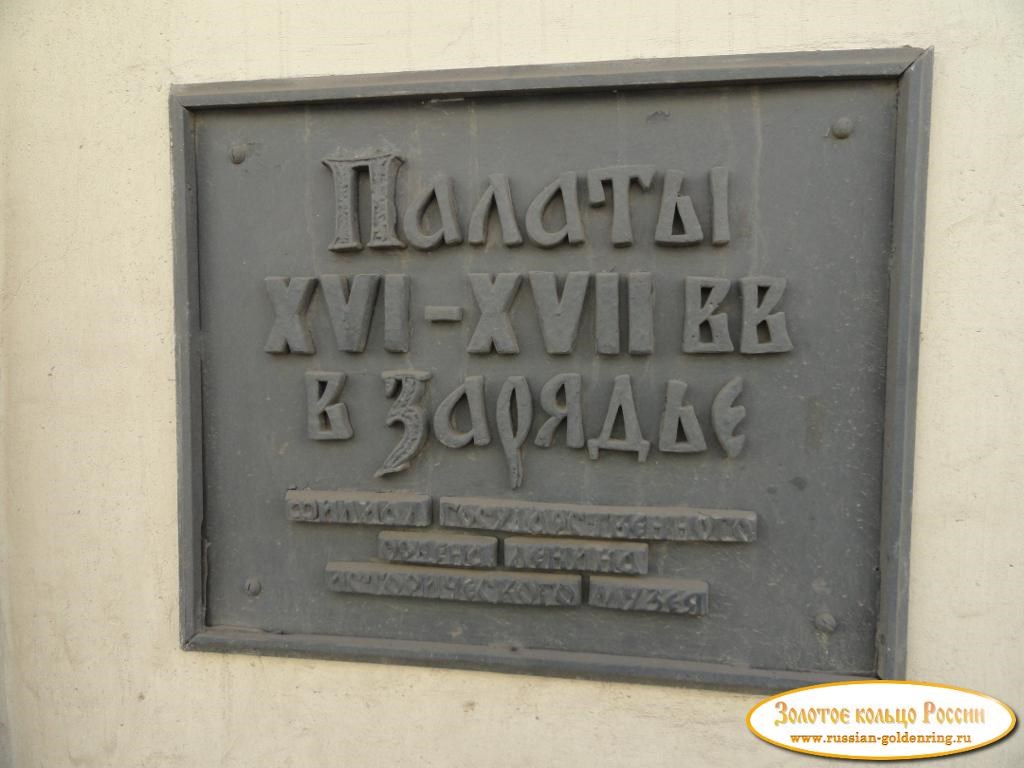 Палаты
XVI-XVII вв
в Зарядье
филиал государственного
ордена ленина
исторического музея
Золотое кольцо России
www.russian-goldenring.ru